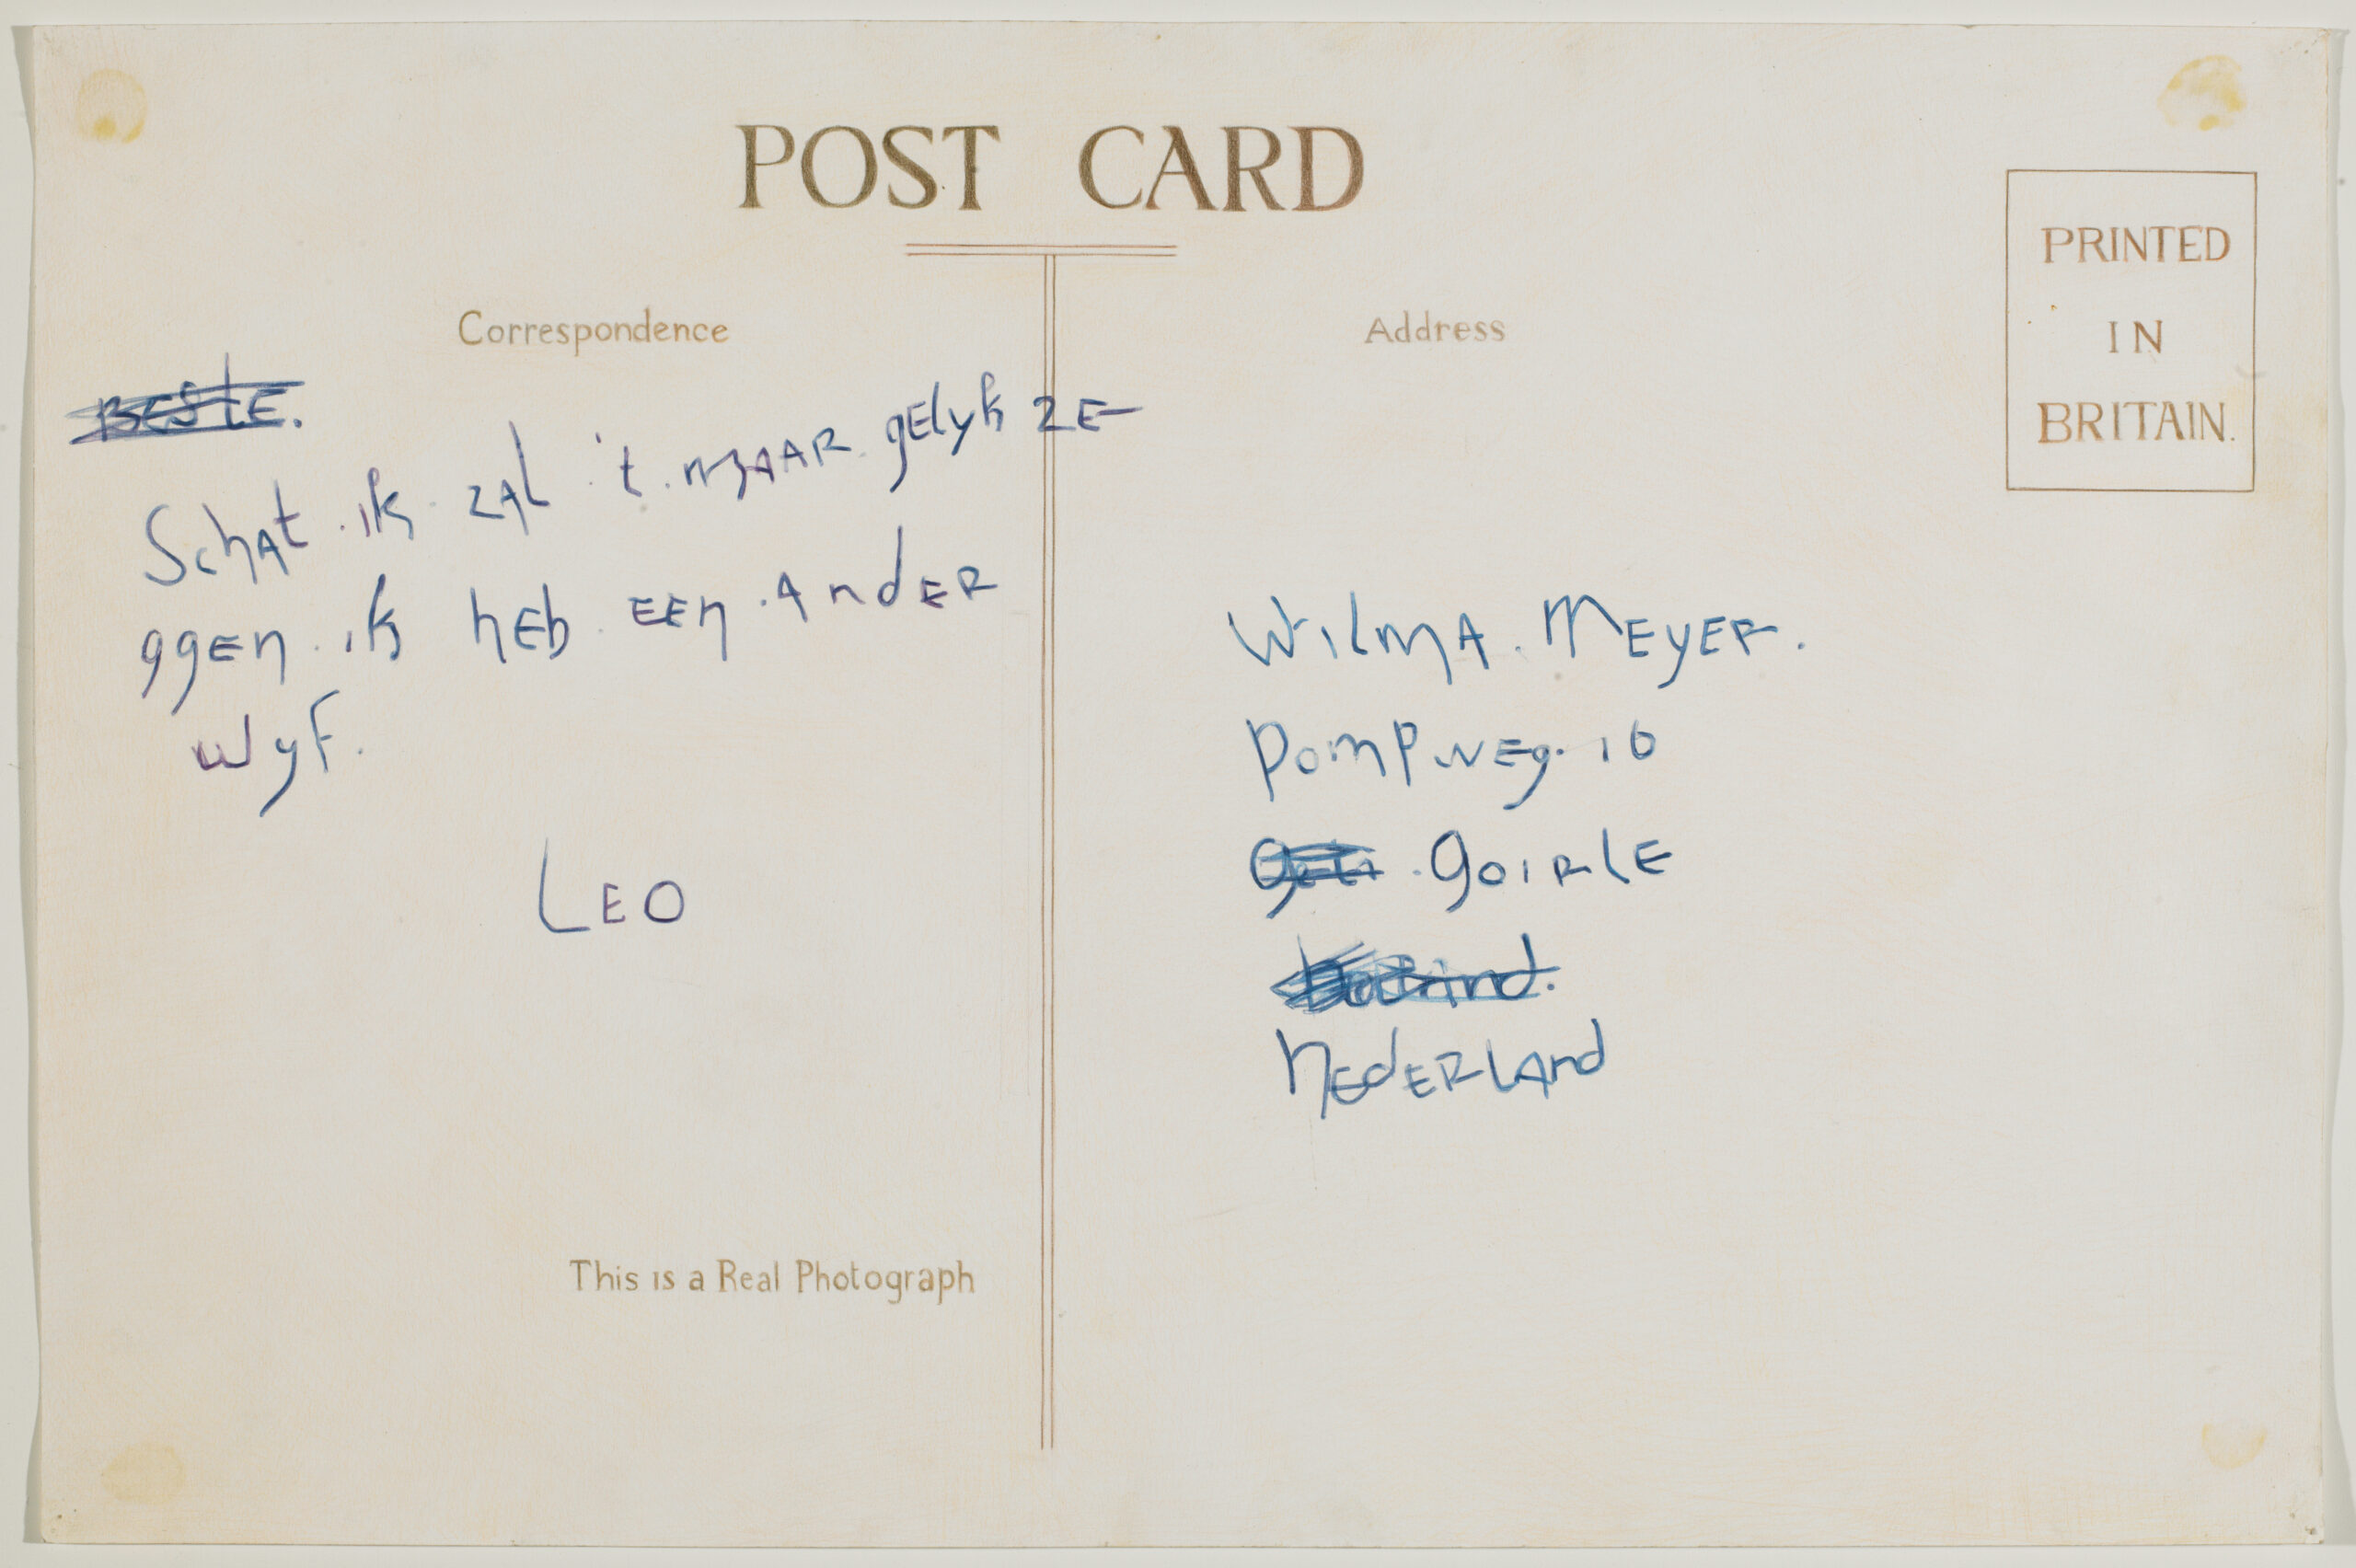 POST CARD
Correspondence
Address
PRINTED
IN
BRITAIN.
BESTE.
Schat ik zal 't maar gelyk ze
ggen ik heb een ander
wyf.
LEO
Wilma. Meyer.
Pompweg. 16
Goirle
Nederland
This is a Real Photograph